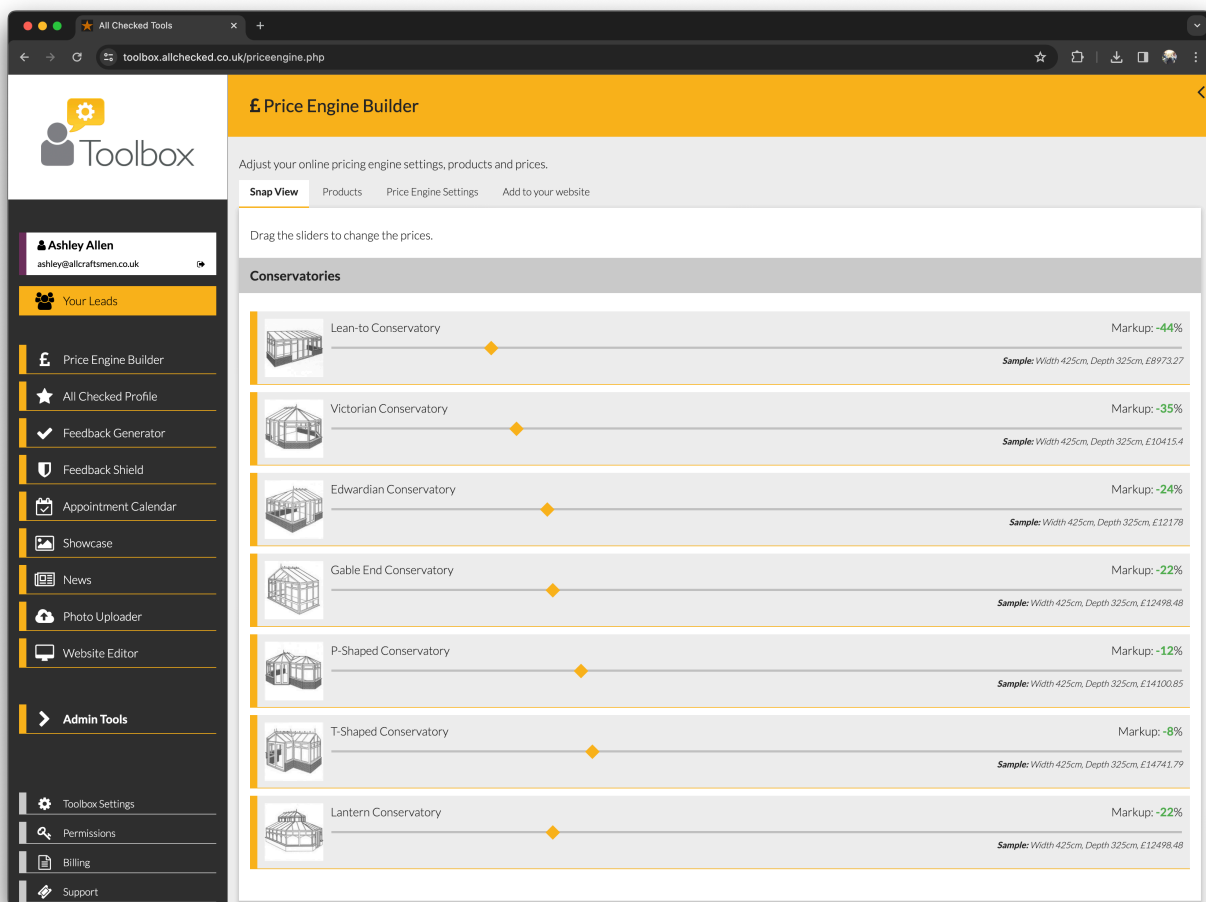 All Checked Tools
toolbox.allchecked.co.uk/priceengine.php
Toolbox
£ Price Engine Builder
Adjust your online pricing engine settings, products and prices.
Snap View Products Price Engine Settings Add to your website
Drag the sliders to change the prices.
Ashley Allen
ashley@allcraftsmen.co.uk
Your Leads
£ Price Engine Builder
All Checked Profile
Feedback Generator
Feedback Shield
Appointment Calendar
Showcase
News
Photo Uploader
Website Editor
Admin Tools
Toolbox Settings
Permissions
Billing
Support
Conservatories
Lean-to Conservatory Markup: -44%
Sample: Width 425cm, Depth 325cm, £8973.27
Victorian Conservatory Markup: -35%
Sample: Width 425cm, Depth 325cm, £10415.4
Edwardian Conservatory Markup: -24%
Sample: Width 425cm, Depth 325cm, £12178
Gable End Conservatory Markup: -22%
Sample: Width 425cm, Depth 325cm, £12498.48
P-Shaped Conservatory Markup: -12%
Sample: Width 425cm, Depth 325cm, £14100.85
T-Shaped Conservatory Markup: -8%
Sample: Width 425cm, Depth 325cm, £14741.79
Lantern Conservatory Markup: -22%
Sample: Width 425cm, Depth 325cm, £12498.48